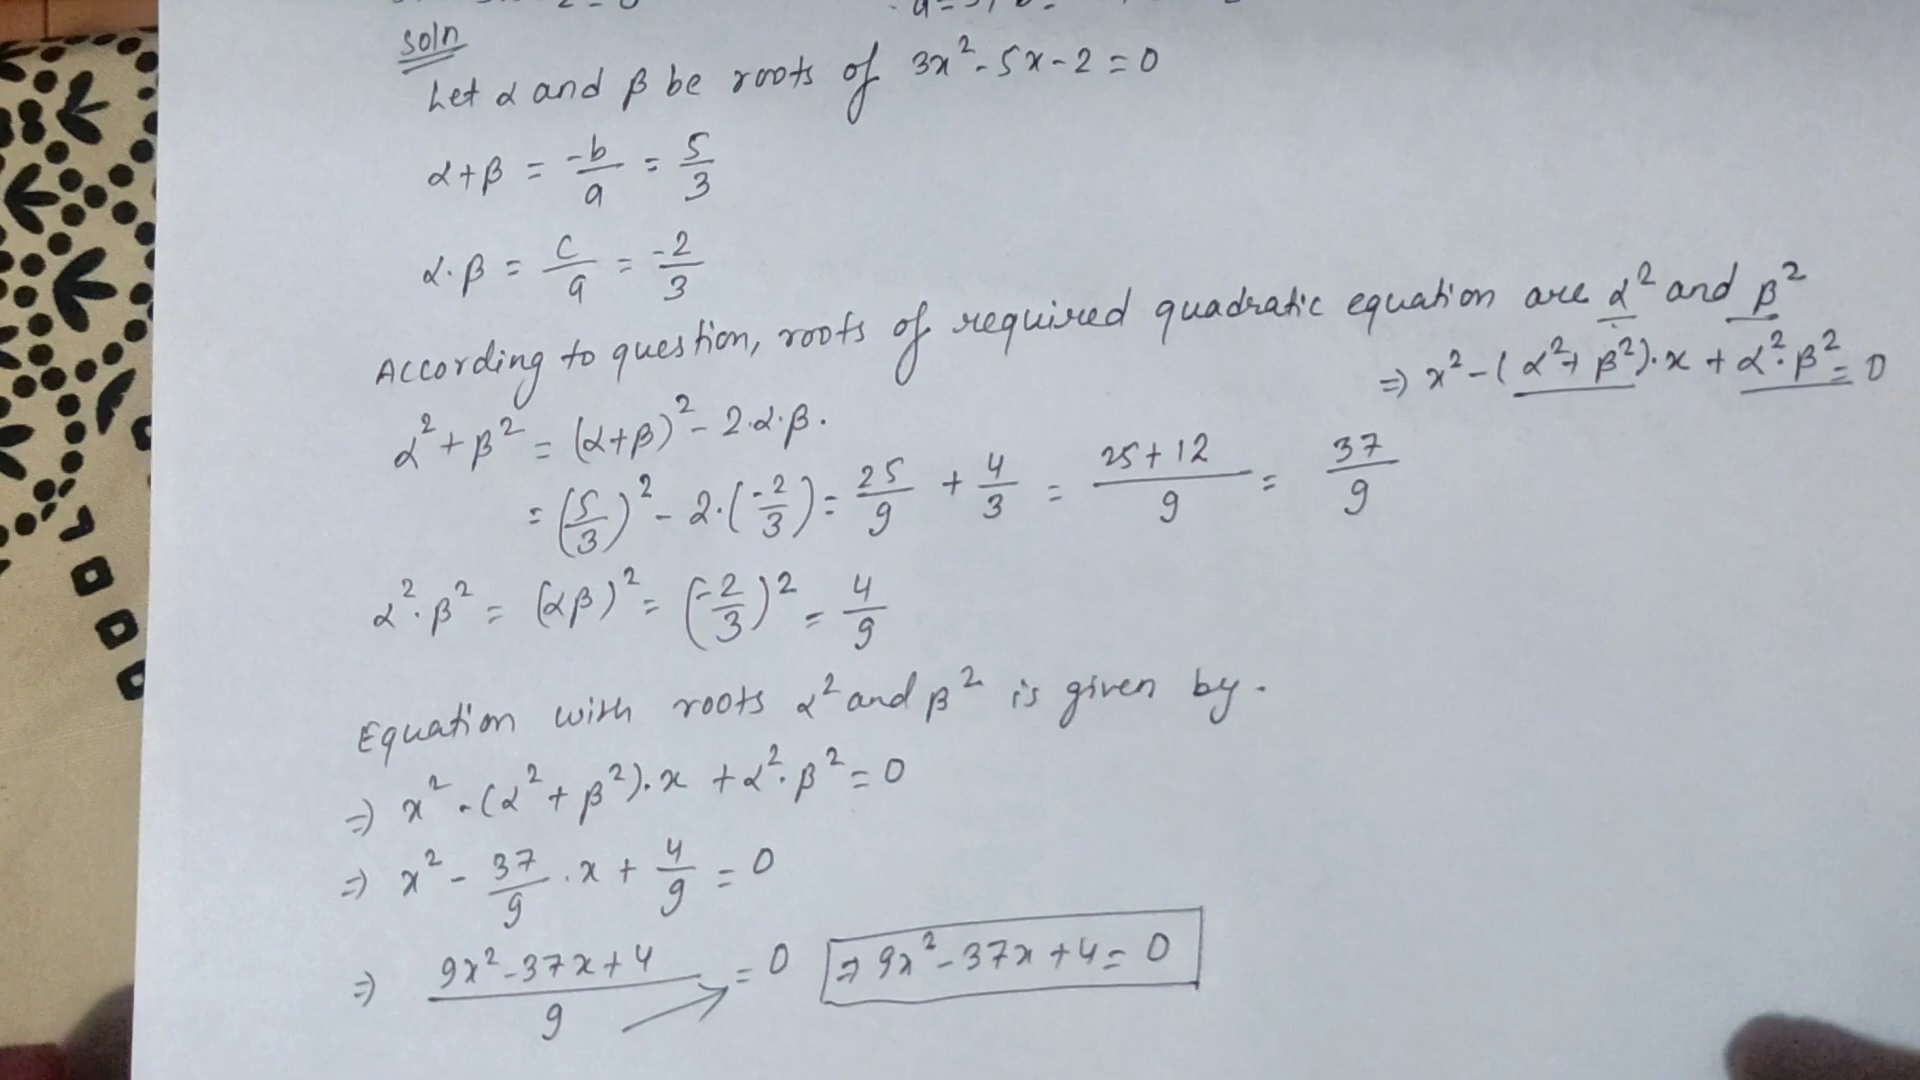 soln
Let α and β be roots of 3x² - 5x - 2 = 0
α+β = -b/a = 5/3
α.β = c/a = -2/3
According to question, roots of required quadratic equation are α² and β²
⇒ x² - (α²+β²).x + α².β² = 0
α²+β² = (α+β)² - 2.α.β.
= (5/3)² - 2.(-2/3) = 25/9 + 4/3 = 25+12/9 = 37/9
α².β² = (αβ)² = (-2/3)² = 4/9
Equation with roots α² and β² is given by.
⇒ x² - (α²+β²).x + α².β² = 0
⇒ x² - 37/9 .x + 4/9 = 0
⇒ 9x²-37x+4/9 = 0 ⇒ 9x²-37x+4 = 0